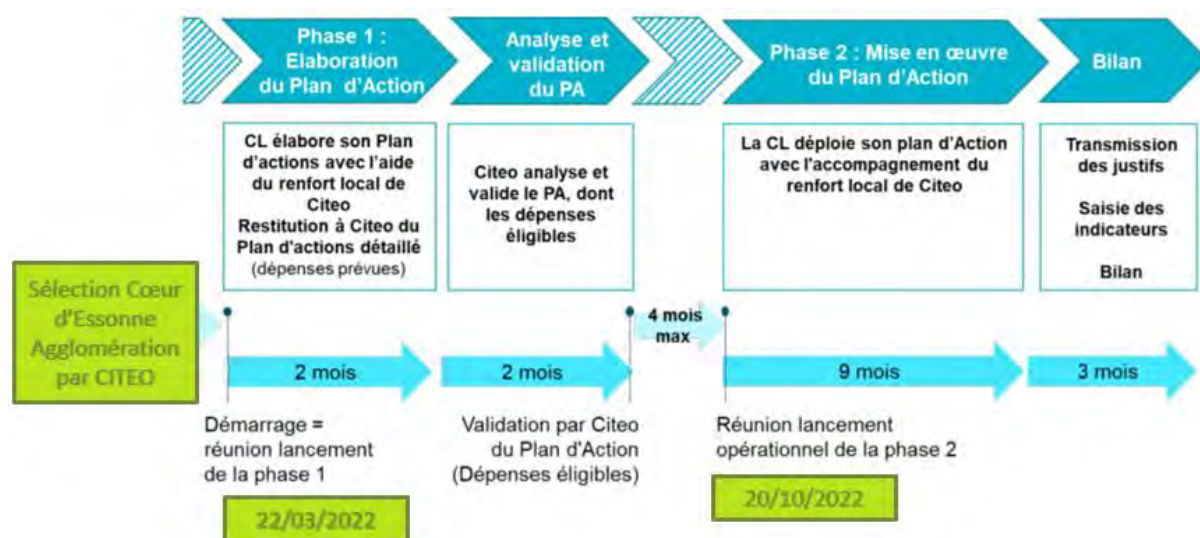 Phase 1 :
Elaboration
du Plan d'Action
Analyse et
validation
du PA
Phase 2 : Mise en œuvre
du Plan d'Action
Bilan
CL élabore son Plan
d'actions avec l'aide
du renfort local de
Citeo
Restitution à Citeo du
Plan d'actions détaillé
(dépenses prévues)
Citeo analyse et
valide le PA, dont
les dépenses
éligibles
La CL déploie son plan d'Action
avec l'accompagnement du
renfort local de Citeo
Transmission
des justifs
Saisie des
indicateurs
Bilan
Sélection Cœur
d'Essonne
Agglomération
par CITEO
4 mois
max
2 mois
2 mois
9 mois
3 mois
Démarrage =
réunion lancement
de la phase 1
Validation par Citeo
du Plan d'Action
(Dépenses éligibles)
Réunion lancement
opérationnel de la phase 2
22/03/2022
20/10/2022